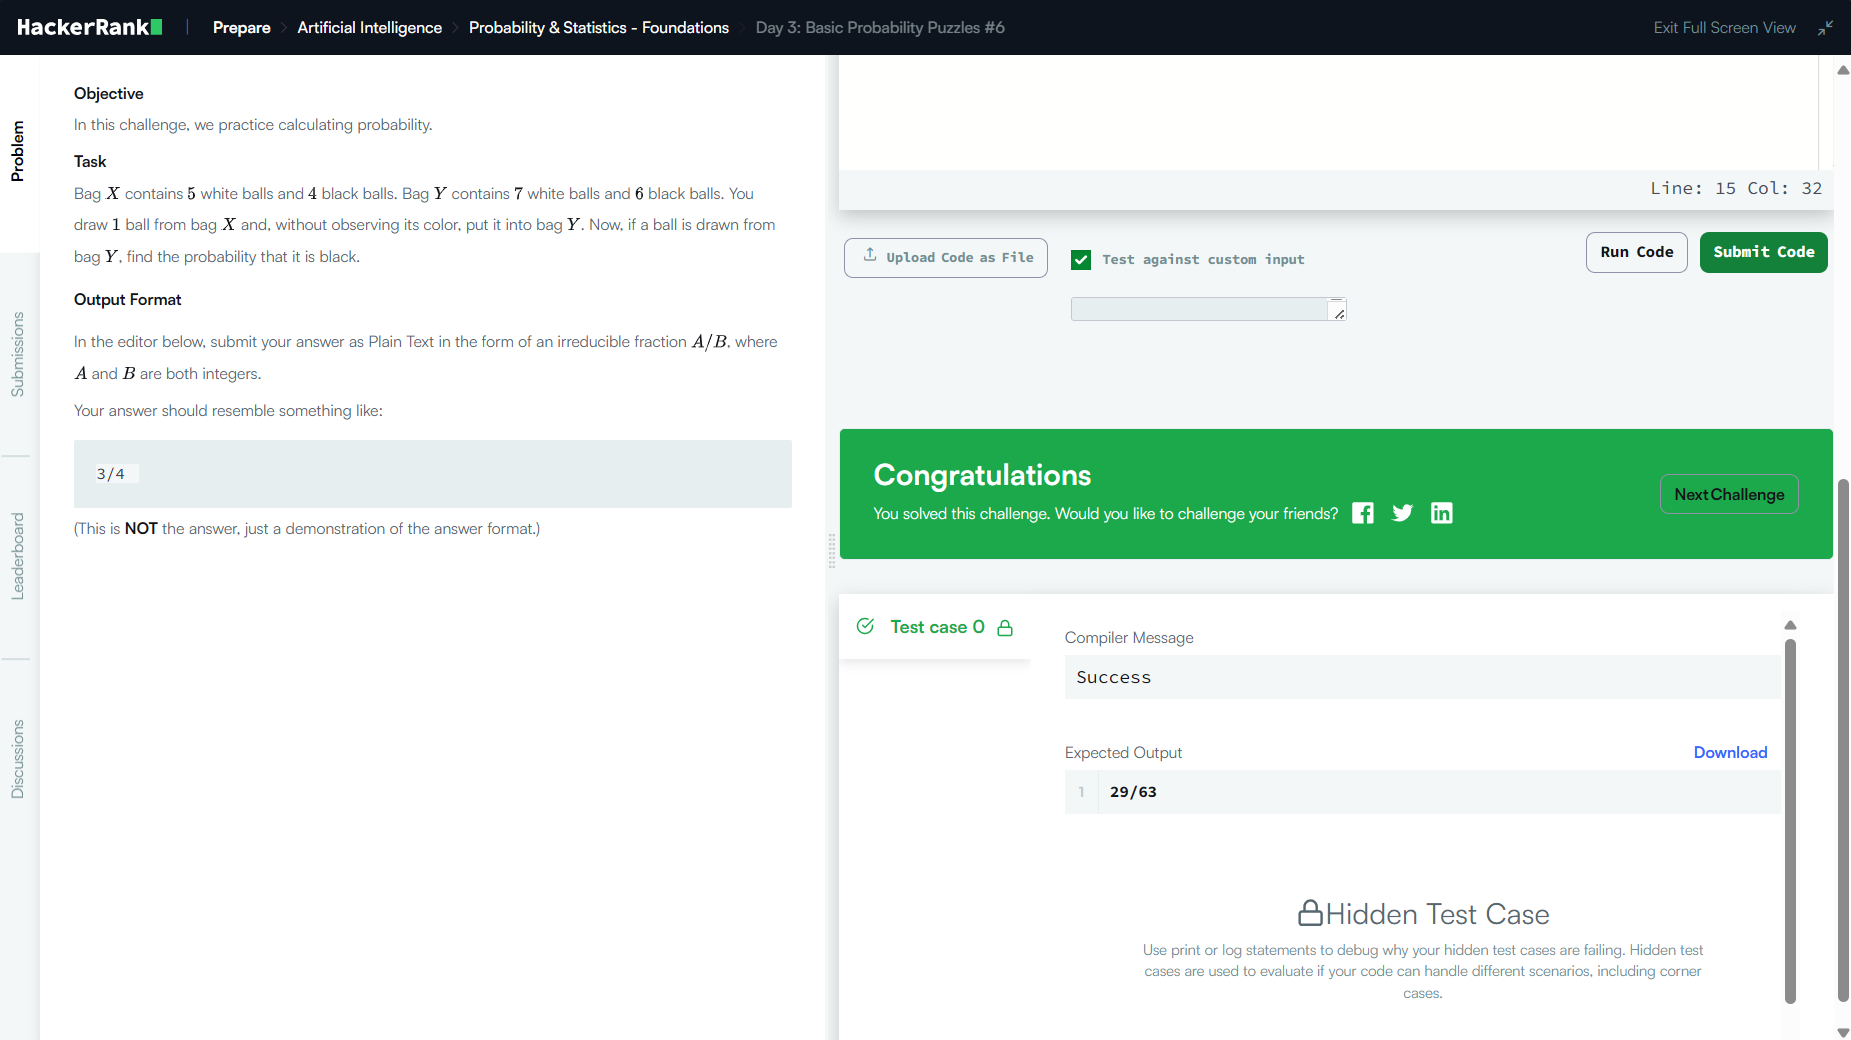 HackerRank
Prepare
Artificial Intelligence
Probability & Statistics - Foundations
Day 3: Basic Probability Puzzles #6
Exit Full Screen View
Problem
Submissions
Leaderboard
Discussions
Objective
In this challenge, we practice calculating probability.
Task
Bag X contains 5 white balls and 4 black balls. Bag Y contains 7 white balls and 6 black balls. You
draw 1 ball from bag X and, without observing its color, put it into bag Y. Now, if a ball is drawn from
bag Y, find the probability that it is black.
Output Format
In the editor below, submit your answer as Plain Text in the form of an irreducible fraction A/B, where
A and B are both integers.
Your answer should resemble something like:
3/4
(This is NOT the answer, just a demonstration of the answer format.)
Line: 15 Col: 32
Upload Code as File
Test against custom input
Run Code
Submit Code
Congratulations
You solved this challenge. Would you like to challenge your friends?
Next Challenge
Test case 0
Compiler Message
Success
Expected Output
Download
1
29/63
Hidden Test Case
Use print or log statements to debug why your hidden test cases are failing. Hidden test
cases are used to evaluate if your code can handle different scenarios, including corner
cases.